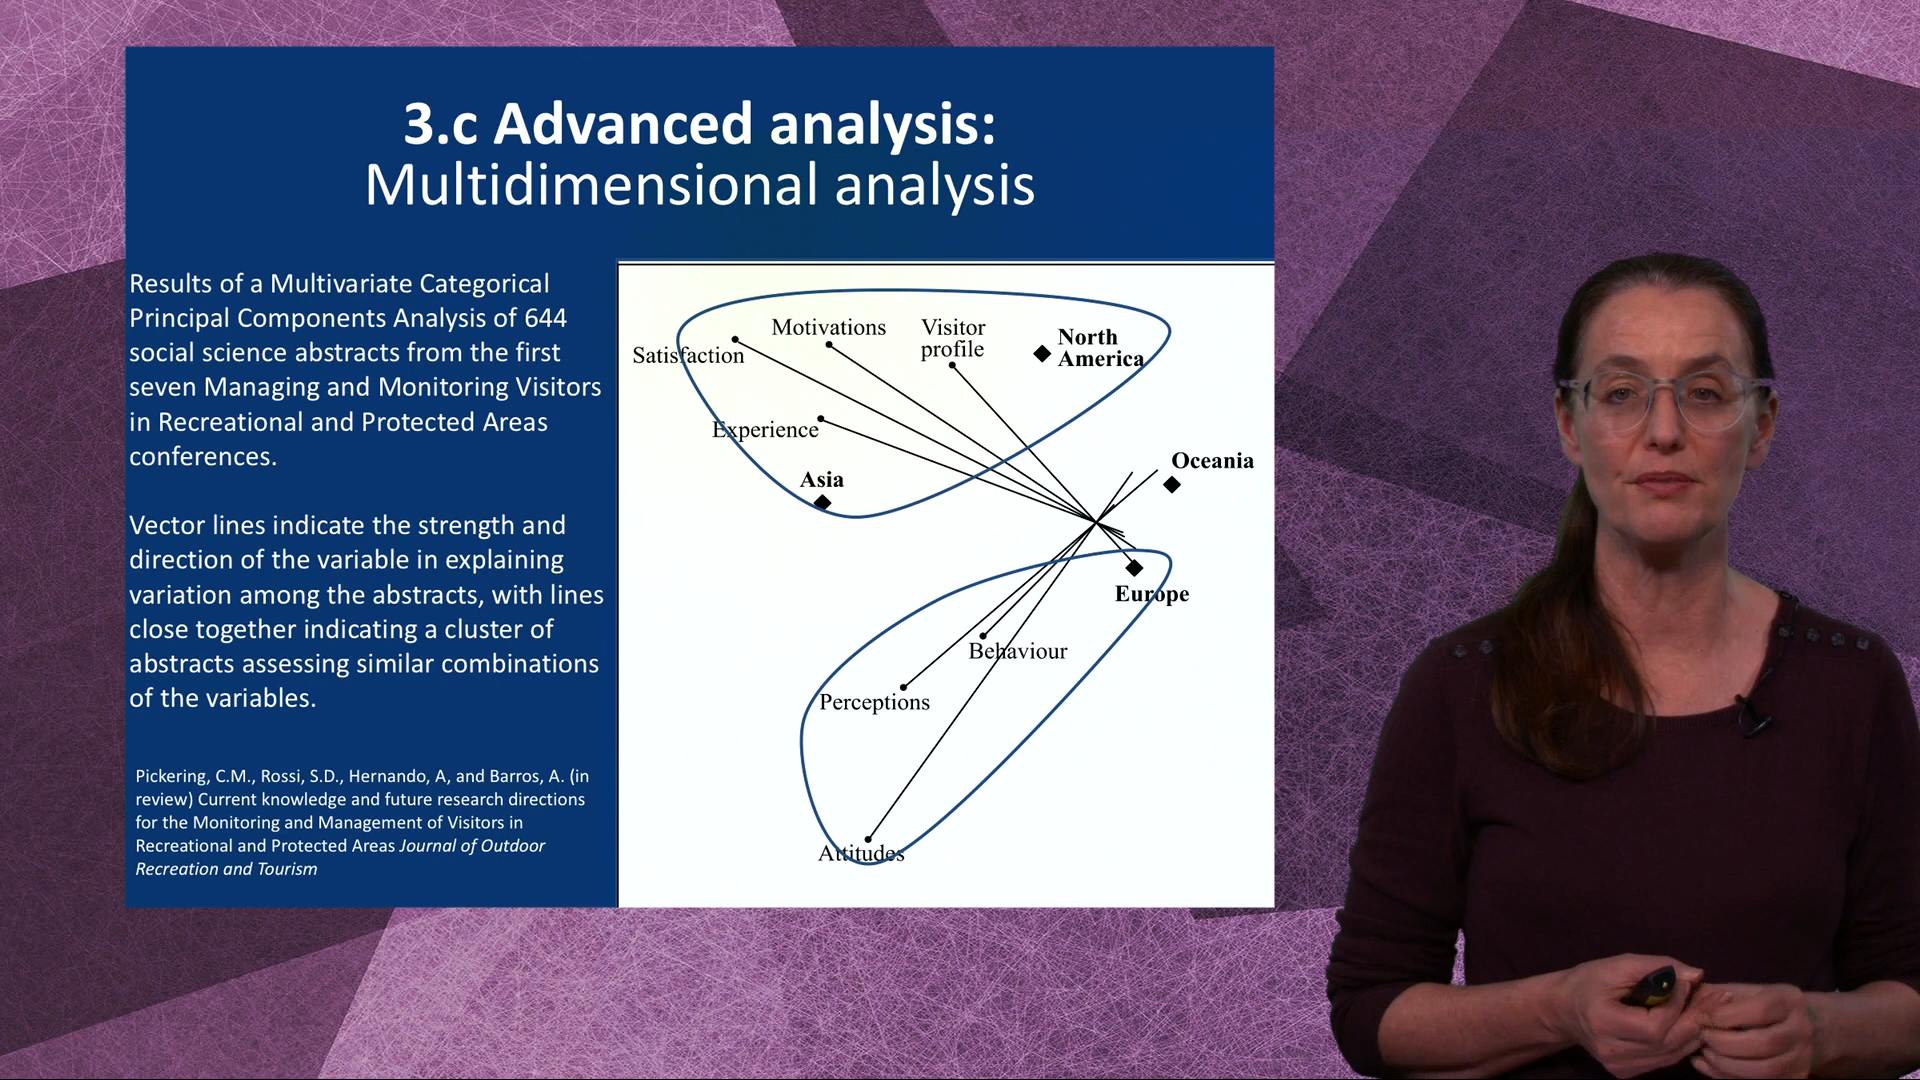 3.c Advanced analysis:
Multidimensional analysis
Results of a Multivariate Categorical
Principal Components Analysis of 644
social science abstracts from the first
seven Managing and Monitoring Visitors
in Recreational and Protected Areas
conferences.
Vector lines indicate the strength and
direction of the variable in explaining
variation among the abstracts, with lines
close together indicating a cluster of
abstracts assessing similar combinations
of the variables.
Pickering, C.M., Rossi, S.D., Hernando, A, and Barros, A. (in
review) Current knowledge and future research directions
for the Monitoring and Management of Visitors in
Recreational and Protected Areas Journal of Outdoor
Recreation and Tourism
Satisfaction
Motivations
Visitor
profile
North
America
Experience
Asia
Oceania
Europe
Behaviour
Perceptions
Attitudes